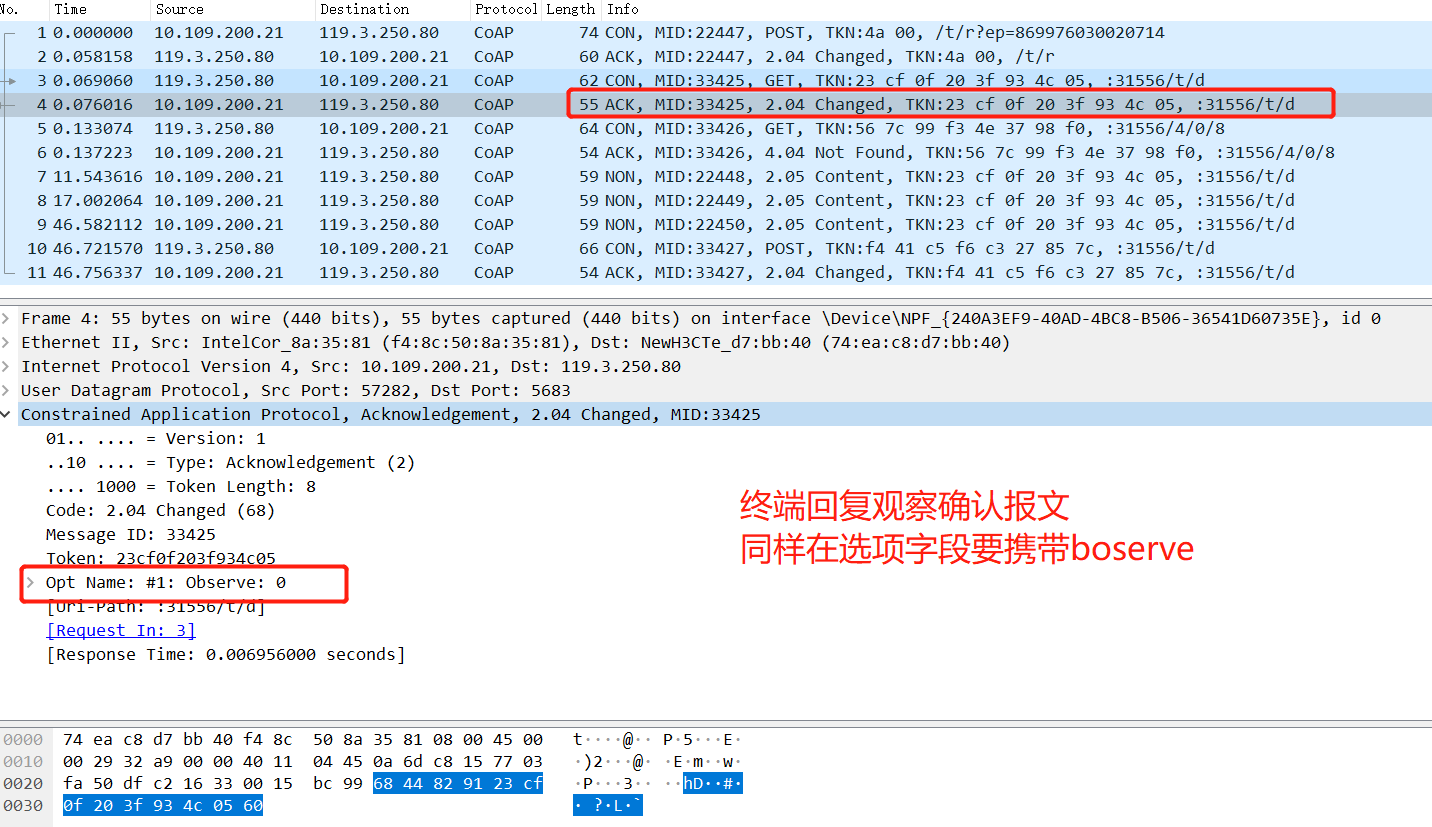 No. Time Source Destination Protocol Length Info
1 0.000000 10.109.200.21 119.3.250.80 CoAP 74 CON, MID:22447, POST, TKN:4a 00, /t/r?ep=869976030020714
2 0.058158 119.3.250.80 10.109.200.21 CoAP 60 ACK, MID:22447, 2.04 Changed, TKN:4a 00, /t/r
3 0.069060 119.3.250.80 10.109.200.21 CoAP 62 CON, MID:33425, GET, TKN:23 cf 0f 20 3f 93 4c 05, :31556/t/d
4 0.076016 10.109.200.21 119.3.250.80 CoAP 55 ACK, MID:33425, 2.04 Changed, TKN:23 cf 0f 20 3f 93 4c 05, :31556/t/d
5 0.133074 119.3.250.80 10.109.200.21 CoAP 64 CON, MID:33426, GET, TKN:56 7c 99 f3 4e 37 98 f0, :31556/4/0/8
6 0.137223 10.109.200.21 119.3.250.80 CoAP 54 ACK, MID:33426, 4.04 Not Found, TKN:56 7c 99 f3 4e 37 98 f0, :31556/4/0/8
7 11.543616 10.109.200.21 119.3.250.80 CoAP 59 NON, MID:22448, 2.05 Content, TKN:23 cf 0f 20 3f 93 4c 05, :31556/t/d
8 17.002064 10.109.200.21 119.3.250.80 CoAP 59 NON, MID:22449, 2.05 Content, TKN:23 cf 0f 20 3f 93 4c 05, :31556/t/d
9 46.582112 10.109.200.21 119.3.250.80 CoAP 59 NON, MID:22450, 2.05 Content, TKN:23 cf 0f 20 3f 93 4c 05, :31556/t/d
10 46.721570 119.3.250.80 10.109.200.21 CoAP 66 CON, MID:33427, POST, TKN:f4 41 c5 f6 c3 27 85 7c, :31556/t/d
11 46.756337 10.109.200.21 119.3.250.80 CoAP 54 ACK, MID:33427, 2.04 Changed, TKN:f4 41 c5 f6 c3 27 85 7c, :31556/t/d
Frame 4: 55 bytes on wire (440 bits), 55 bytes captured (440 bits) on interface \Device\NPF_{240A3EF9-40AD-4BC8-B506-36541D60735E}, id 0
Ethernet II, Src: IntelCor_8a:35:81 (f4:8c:50:8a:35:81), Dst: NewH3CTe_d7:bb:40 (74:ea:c8:d7:bb:40)
Internet Protocol Version 4, Src: 10.109.200.21, Dst: 119.3.250.80
User Datagram Protocol, Src Port: 57282, Dst Port: 5683
Constrained Application Protocol, Acknowledgement, 2.04 Changed, MID:33425
01.. .... = Version: 1
..10 .... = Type: Acknowledgement (2)
.... 1000 = Token Length: 8
Code: 2.04 Changed (68)
Message ID: 33425
Token: 23cf0f203f934c05
Opt Name: #1: Observe: 0
[Uri-Path: :31556/t/d]
[Request In: 3]
[Response Time: 0.006956000 seconds]
终端回复观察确认报文
同样在选项字段要携带boserve
0000 74 ea c8 d7 bb 40 f4 8c 50 8a 35 81 08 00 45 00 t····@·· P·5···E·
0010 00 29 32 a9 00 00 40 11 04 45 0a 6d c8 15 77 03 ·)2···@· ·E·m··w·
0020 fa 50 df c2 16 33 00 15 bc 99 68 44 82 91 23 cf ·P···3·· ··hD··#·
0030 0f 20 3f 93 4c 05 60 · ?·L·`